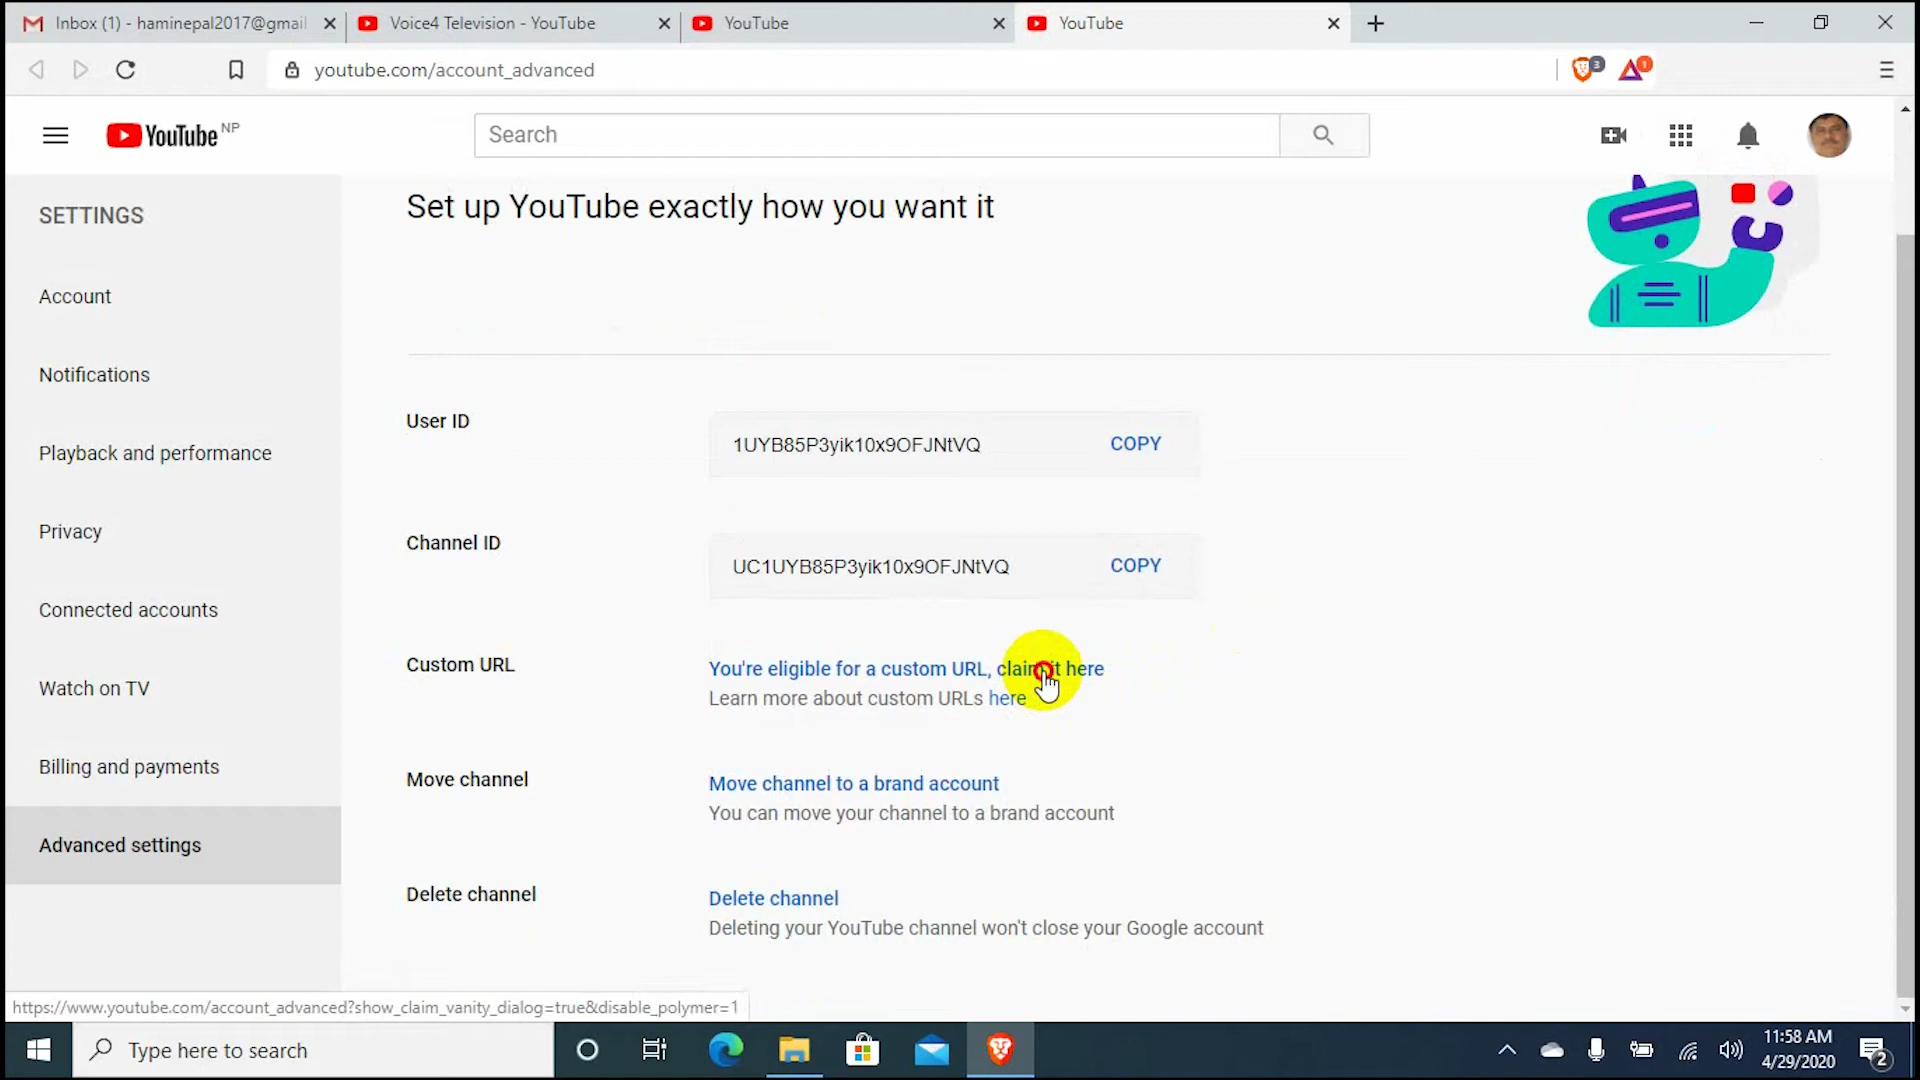 Inbox (1) - haminepal2017@gmail
Voice4 Television - YouTube
YouTube
YouTube
youtube.com/account_advanced
3
1
YouTube NP
Search
SETTINGS
Set up YouTube exactly how you want it
Account
Notifications
Playback and performance
Privacy
Connected accounts
Watch on TV
Billing and payments
Advanced settings
User ID
1UYB85P3yik10x9OFJNtVQ
COPY
Channel ID
UC1UYB85P3yik10x9OFJNtVQ
COPY
Custom URL
You're eligible for a custom URL, claim it here
Learn more about custom URLs here
Move channel
Move channel to a brand account
You can move your channel to a brand account
Delete channel
Delete channel
Deleting your YouTube channel won't close your Google account
https://www.youtube.com/account_advanced?show_claim_vanity_dialog=true&disable_polymer=1
Type here to search
11:58 AM
4/29/2020
2